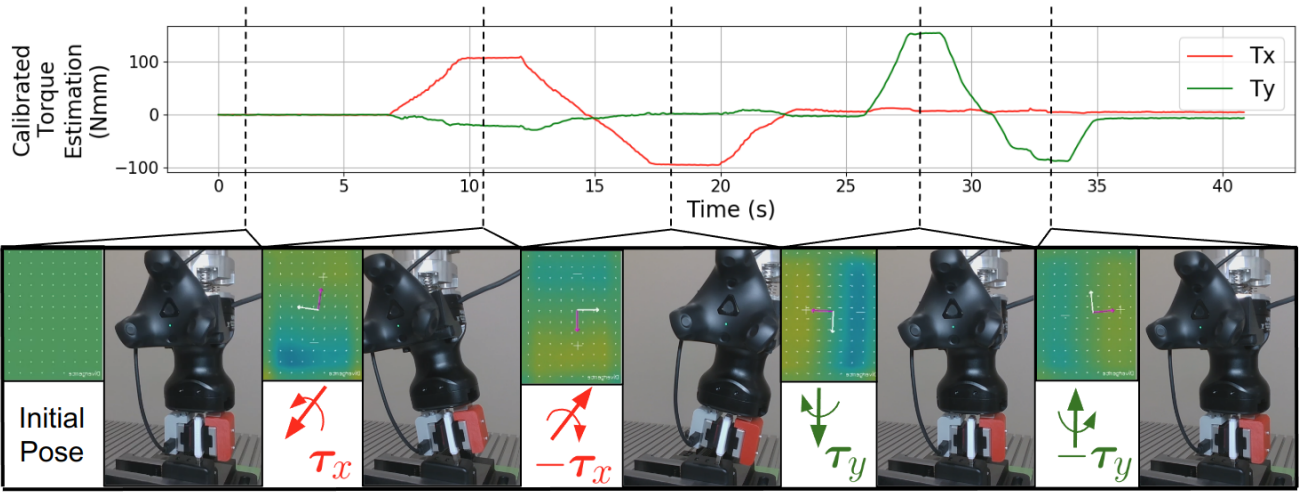 Calibrated
Torque
Estimation
(Nmm)
100
0
−100
Tx
Ty
0 5 10 15 20 25 30 35 40
Time (s)
Initial
Pose
τx
−τx
τy
−τy